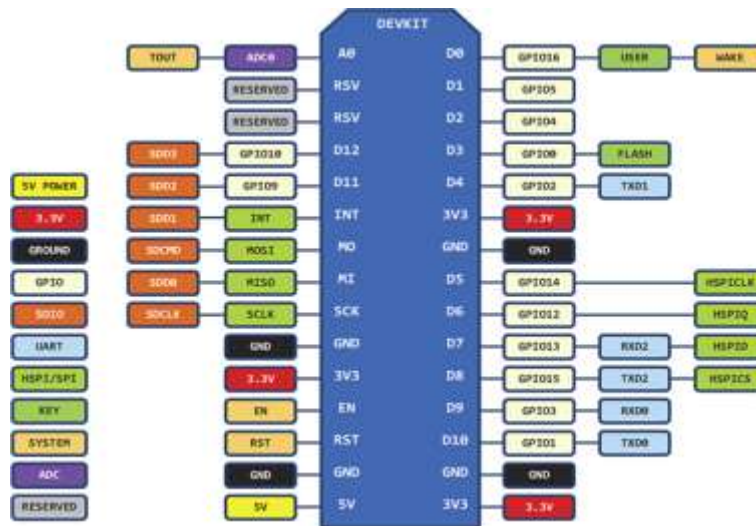 DEVKIT
TOUT ADC0 A0 D0 GPIO16 USER WAKE
RESERVED RSV D1 GPIO5
RESERVED RSV D2 GPIO4
SDD3 GPIO10 D12 D3 GPIO0 FLASH
5V POWER SDD2 GPIO9 D11 D4 GPIO2 TXD1
3.3V SDD1 INT INT 3V3 3.3V
GROUND SDCMD MOSI MO GND GND
GPIO SDD0 MISO MI D5 GPIO14 HSPICLK
SDIO SDCLK SCLK SCK D6 GPIO12 HSPIQ
UART GND GND D7 GPIO13 RXD2 HSPID
HSPI/SPI 3.3V 3V3 D8 GPIO15 TXD2 HSPICS
KEY EN EN D9 GPIO3 RXD0
SYSTEM RST RST D10 GPIO1 TXD0
ADC GND GND GND GND
RESERVED 5V 5V 3V3 3.3V